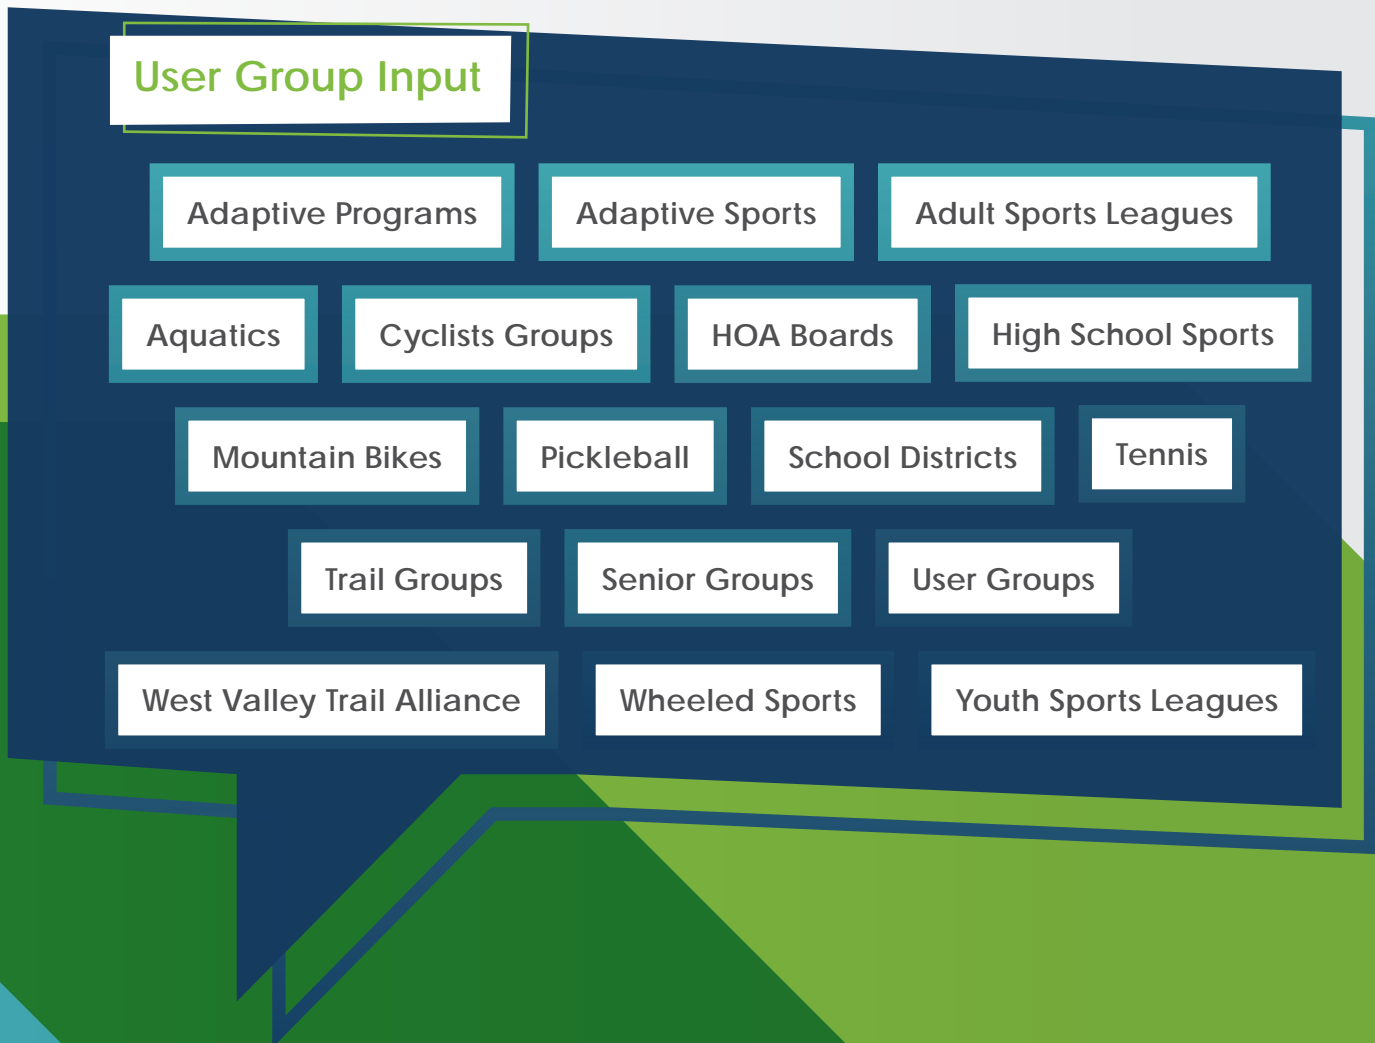 User Group Input
Adaptive Programs
Adaptive Sports
Adult Sports Leagues
Aquatics
Cyclists Groups
HOA Boards
High School Sports
Mountain Bikes
Pickleball
School Districts
Tennis
Trail Groups
Senior Groups
User Groups
West Valley Trail Alliance
Wheeled Sports
Youth Sports Leagues